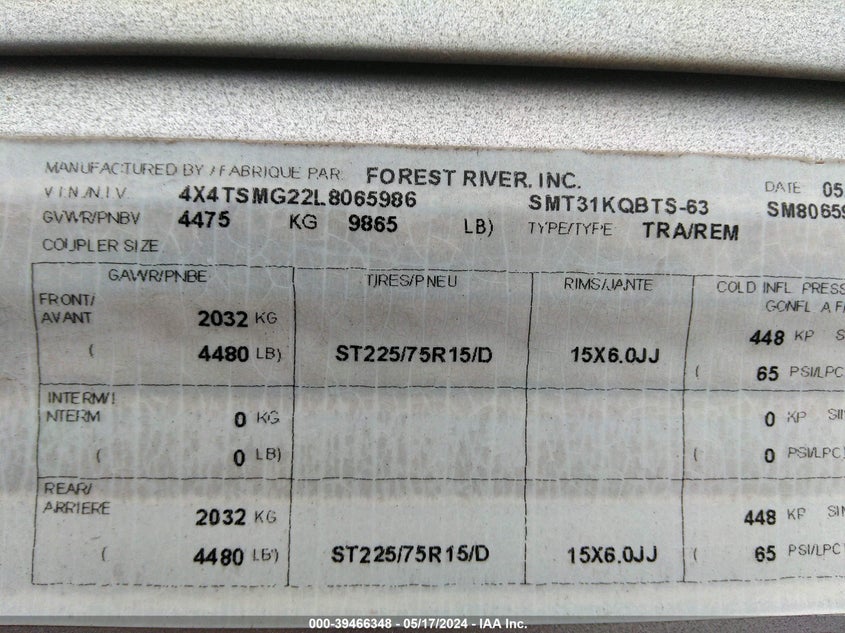 MANUFACTURED BY / FABRIQUE PAR: FOREST RIVER, INC.
DATE 05
V.I.N./N.I.V. 4X4TSMG22L8065986 SMT31KQBTS-63 SM80659
GVWR/PNBV 4475 KG 9865 LB) TYPE/TYPE TRA/REM
COUPLER SIZE
GAWR/PNBE TIRES/PNEU RIMS/JANTE COLD INFL PRESS
GONFL A F
FRONT/
AVANT 2032 KG 448 KP S
( 4480 LB) ST225/75R15/D 15X6.0JJ ( 65 PSI/LPC
INTERM/I
NTERM 0 KG 0 KP SIN
( 0 LB) ( 0 PSI/LPC
REAR/
ARRIERE 2032 KG 448 KP SIN
( 4480 LB) ST225/75R15/D 15X6.0JJ ( 65 PSI/LPC
000-39466348 - 05/17/2024 - IAA Inc.